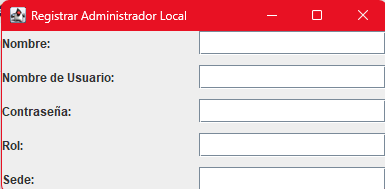 Registrar Administrador Local
Nombre:
Nombre de Usuario:
Contraseña:
Rol:
Sede: